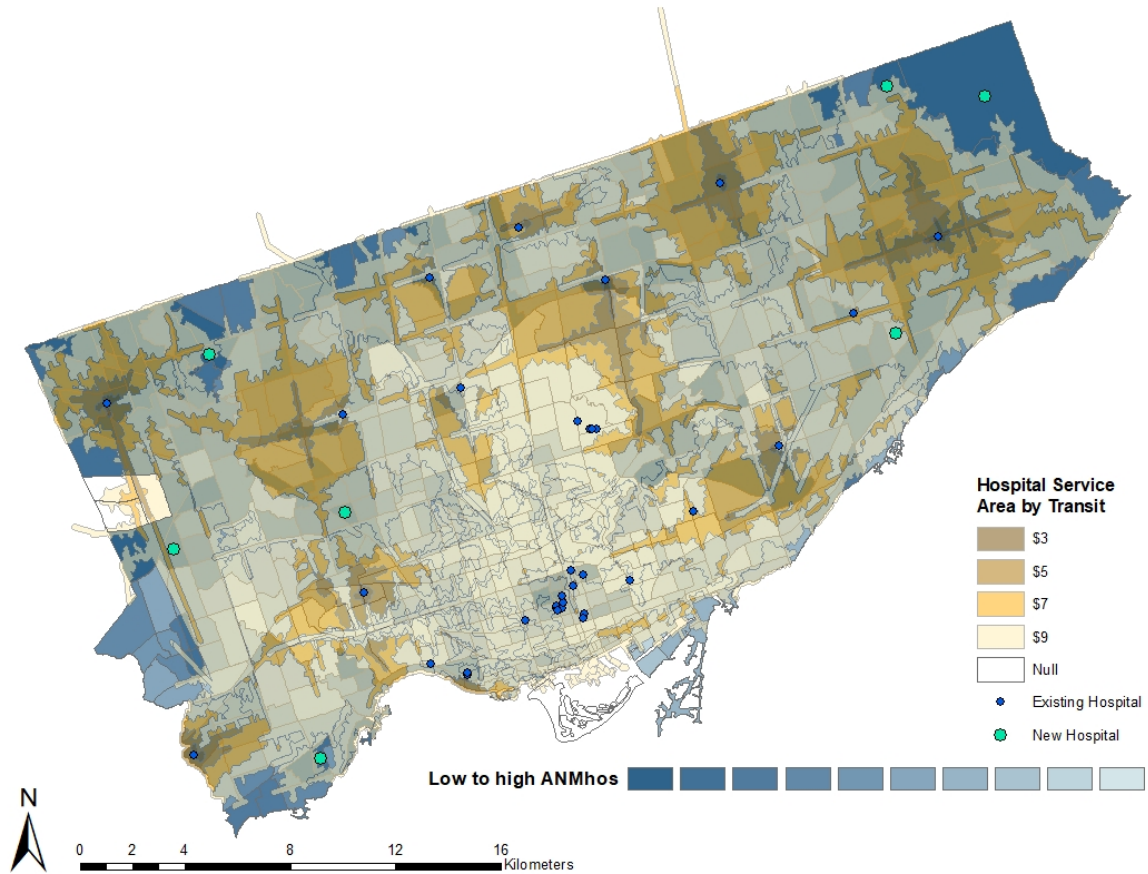 Hospital Service
Area by Transit
$3
$5
$7
$9
Null
Existing Hospital
New Hospital
Low to high ANMhos
N
0 2 4 8 12 16
Kilometers